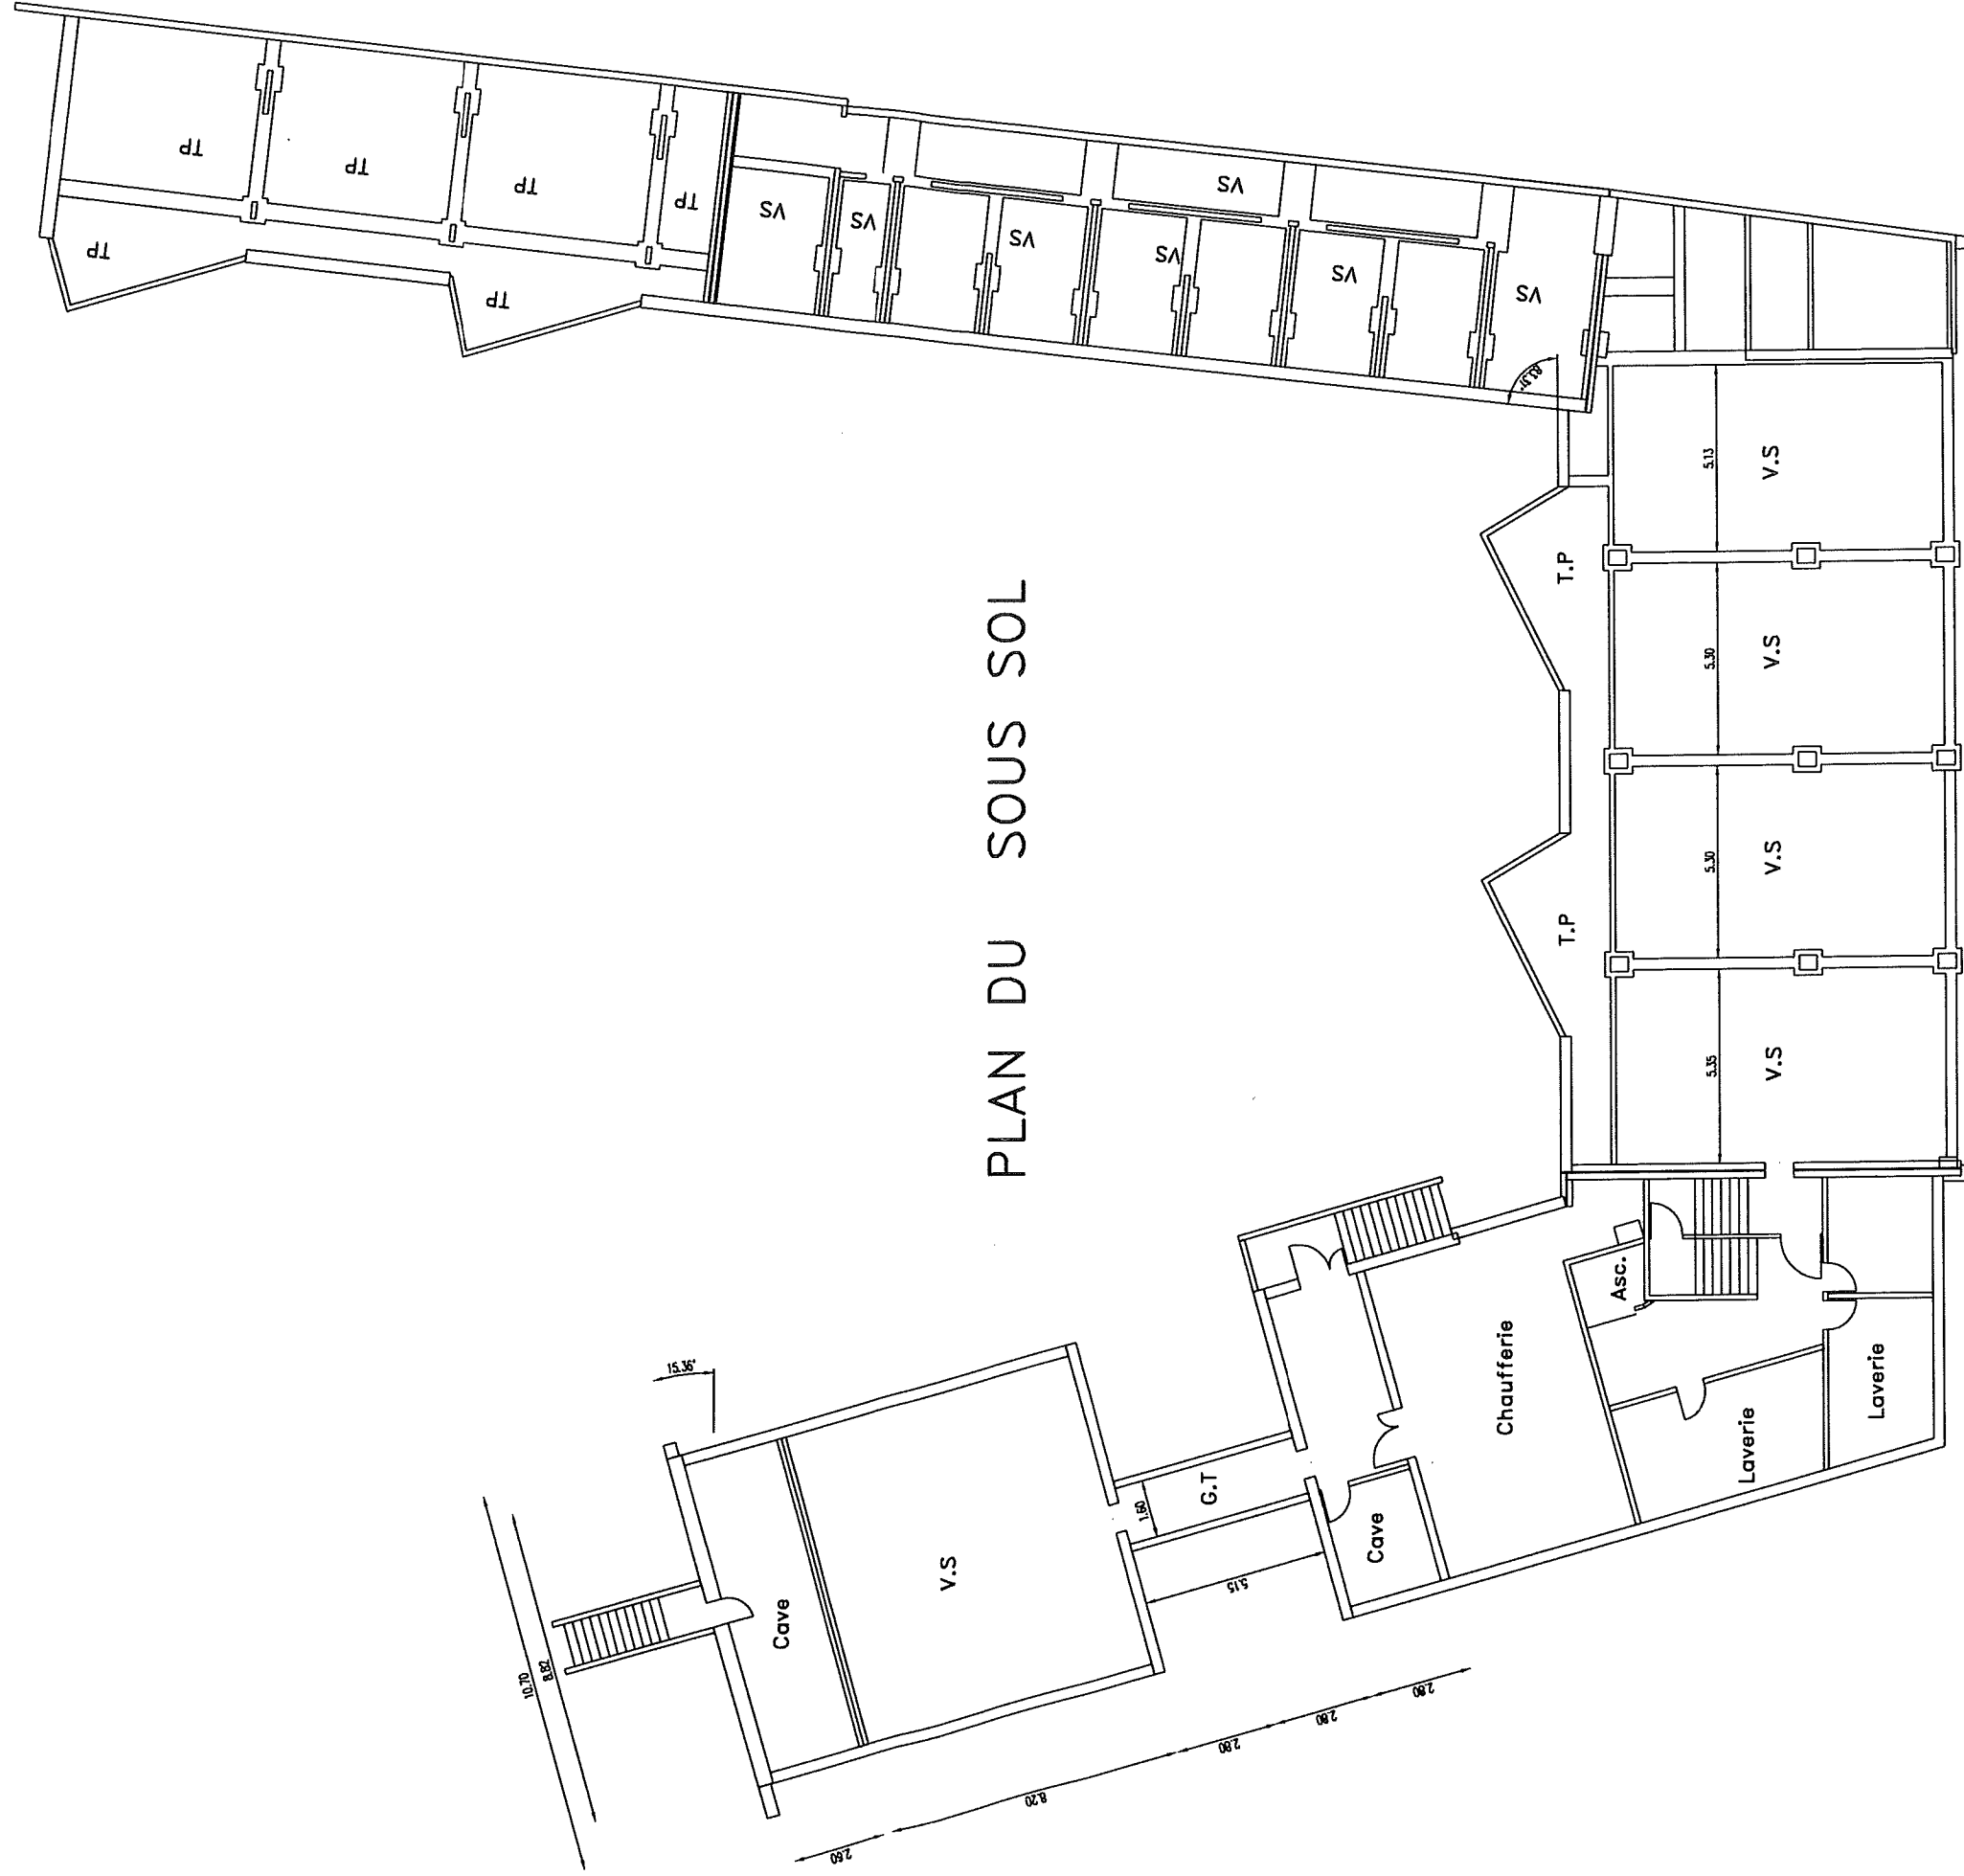 PLAN DU SOUS SOL
TP
TP
TP
TP
TP
TP
VS
VS
VS
VS
VS
VS
VS
83.37°
T.P
T.P
5.13
V.S
5.30
V.S
5.30
V.S
5.35
V.S
Asc.
Chaufferie
Laverie
Laverie
Cave
G.T
1.60
5.15
V.S
Cave
15.36°
10.70
8.82
2.60
8.20
2.80
2.80
2.80